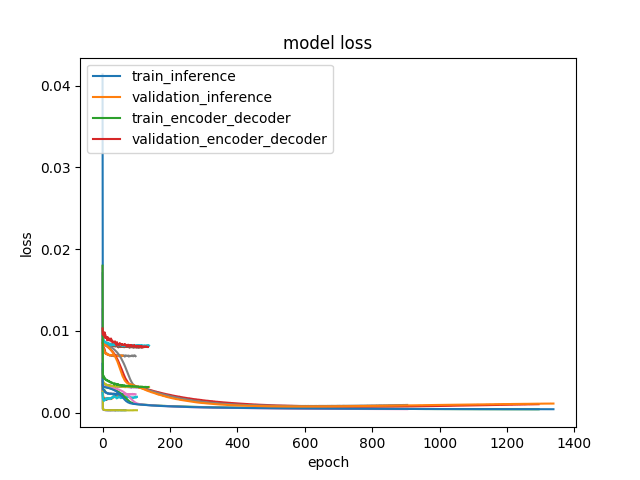 model loss
train_inference
validation_inference
train_encoder_decoder
validation_encoder_decoder
0.04
0.03
0.02
0.01
0.00
loss
0 200 400 600 800 1000 1200 1400
epoch